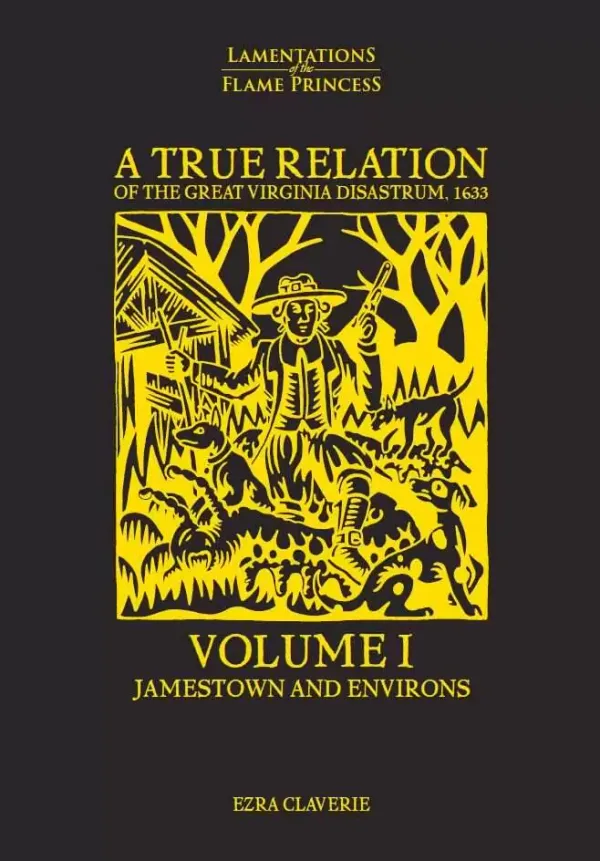 LAMENTATIONS
of the
FLAME PRINCESS
A TRUE RELATION
OF THE GREAT VIRGINIA DISASTRUM, 1633
VOLUME I
JAMESTOWN AND ENVIRONS
EZRA CLAVERIE